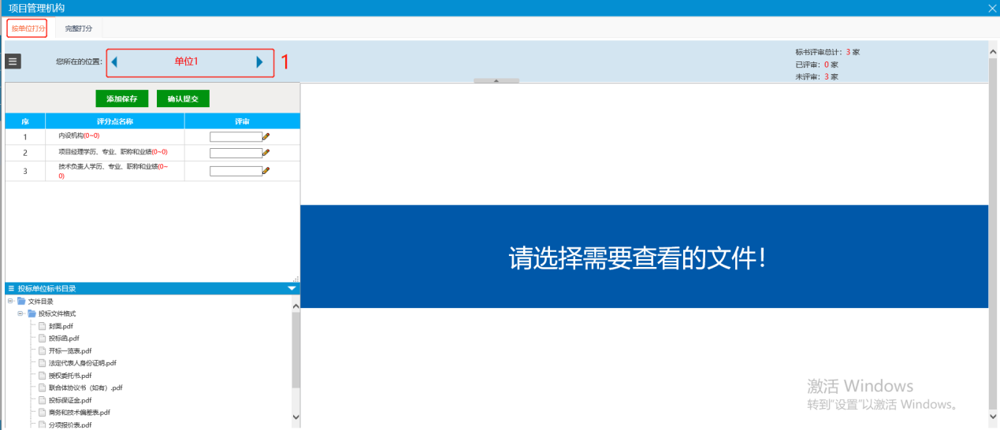 项目管理机构
按单位打分
完整打分
您所在的位置：
单位1
1
标书评审总计：3 家
已评审：0 家
未评审：3 家
添加保存
确认提交
序 评分点名称 评审
1 内设机构(0~0)
2 项目经理学历、专业、职称和业绩(0~0)
3 技术负责人学历、专业、职称和业绩(0~
0)
请选择需要查看的文件！
投标单位标书目录
文件目录
投标文件格式
封面.pdf
投标函.pdf
开标一览表.pdf
法定代表人身份证明.pdf
授权委托书.pdf
联合体协议书（如有）.pdf
投标保证金.pdf
商务和技术偏差表.pdf
分项报价表.pdf
激活 Windows
转到"设置"以激活 Windows。